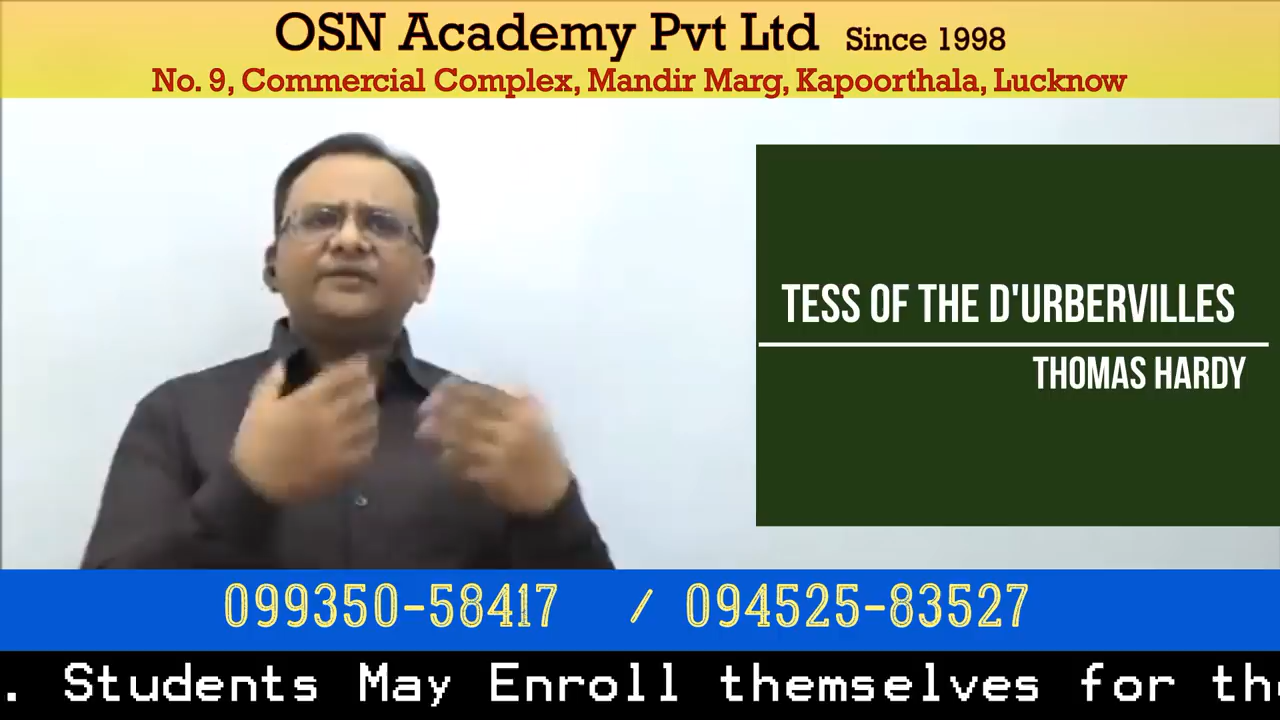 OSN Academy Pvt Ltd Since 1998
No. 9, Commercial Complex, Mandir Marg, Kapoorthala, Lucknow
TESS OF THE D'URBERVILLES
THOMAS HARDY
099350-58417 / 094525-83527
. Students May Enroll themselves for